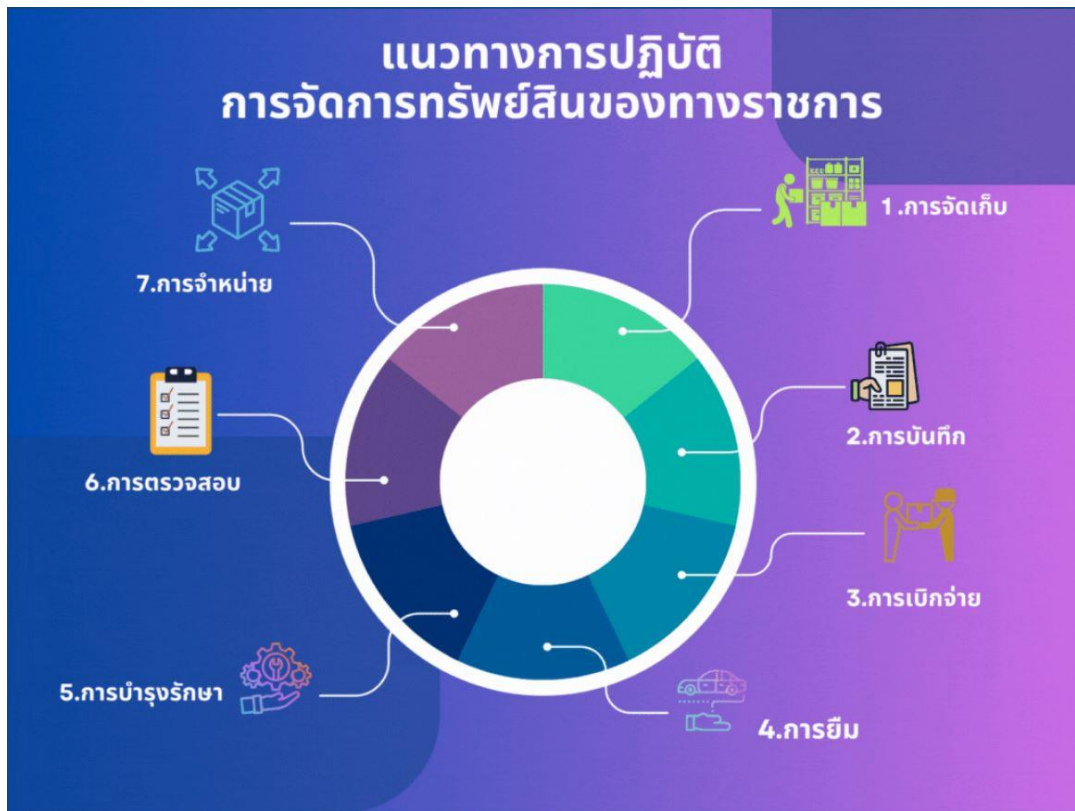 แนวทางการปฏิบัติ
การจัดการทรัพย์สินของทางราชการ
1.การจัดเก็บ
2.การบันทึก
3.การเบิกจ่าย
4.การยืม
5.การบำรุงรักษา
6.การตรวจสอบ
7.การจำหน่าย